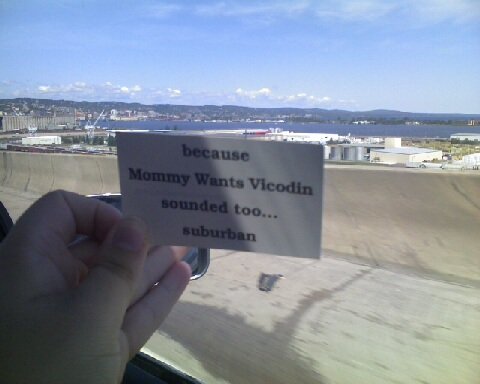 because
Mommy Wants Vicodin
sounded too...
suburban